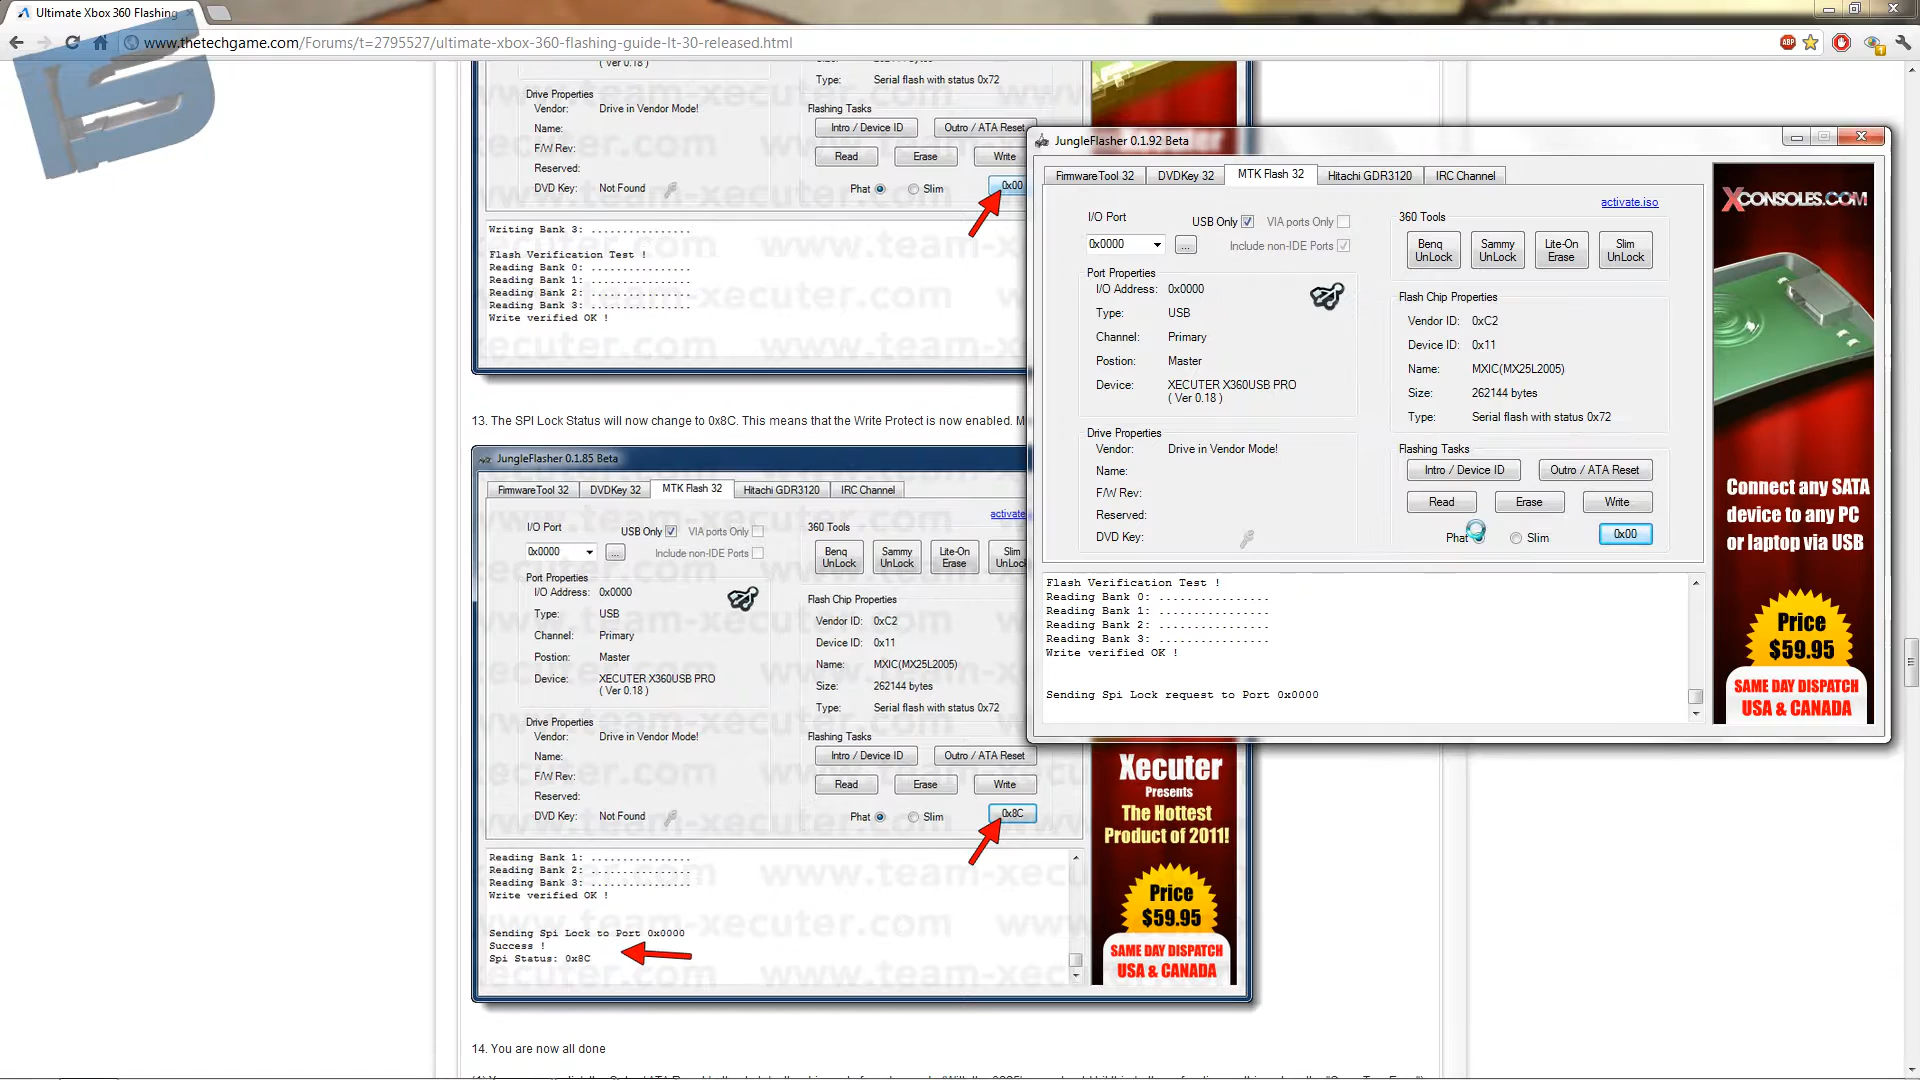 Ultimate Xbox 360 Flashing
www.thetechgame.com/Forums/t=2795527/ultimate-xbox-360-flashing-guide-lt-30-released.html
ABP
( Ver 0.18 )
Type: Serial flash with status 0x72
Drive Properties
Vendor: Drive in Vendor Mode!
Name:
F/W Rev:
Reserved:
DVD Key: Not Found
Flashing Tasks
Intro / Device ID Outro / ATA Reset
Read Erase Write
Phat Slim 0x00
Writing Bank 3: ................
Flash Verification Test !
Reading Bank 0: ................
Reading Bank 1: ................
Reading Bank 2: ................
Reading Bank 3: ................
Write verified OK !
www.team-xecuter.com
13. The SPI Lock Status will now change to 0x8C. This means that the Write Protect is now enabled.
JungleFlasher 0.1.85 Beta
FirmwareTool 32 DVDKey 32 MTK Flash 32 Hitachi GDR3120 IRC Channel
activate
I/O Port
USB Only VIA ports Only
0x0000 ... Include non-IDE Ports
360 Tools
Benq UnLock Sammy UnLock Lite-On Erase Slim
Port Properties
I/O Address: 0x0000
Type: USB
Channel: Primary
Postion: Master
Device: XECUTER X360USB PRO
( Ver 0.18 )
Flash Chip Properties
Vendor ID: 0xC2
Device ID: 0x11
Name: MXIC(MX25L2005)
Size: 262144 bytes
Type: Serial flash with status 0x72
Drive Properties
Vendor: Drive in Vendor Mode!
Name:
F/W Rev:
Reserved:
DVD Key: Not Found
Flashing Tasks
Intro / Device ID Outro / ATA Reset
Read Erase Write
Phat Slim 0x8C
Reading Bank 1: ................
Reading Bank 2: ................
Reading Bank 3: ................
Write verified OK !
Sending Spi Lock to Port 0x0000
Success !
Spi Status: 0x8C
Xecuter
Presents
The Hottest
Product of 2011!
Price
$59.95
SAME DAY DISPATCH
USA & CANADA
14. You are now all done
JungleFlasher 0.1.92 Beta
FirmwareTool 32 DVDKey 32 MTK Flash 32 Hitachi GDR3120 IRC Channel
activate.iso
I/O Port
USB Only VIA ports Only
0x0000 ... Include non-IDE Ports
360 Tools
Benq UnLock Sammy UnLock Lite-On Erase Slim UnLock
Port Properties
I/O Address: 0x0000
Type: USB
Channel: Primary
Postion: Master
Device: XECUTER X360USB PRO
( Ver 0.18 )
Flash Chip Properties
Vendor ID: 0xC2
Device ID: 0x11
Name: MXIC(MX25L2005)
Size: 262144 bytes
Type: Serial flash with status 0x72
Drive Properties
Vendor: Drive in Vendor Mode!
Name:
F/W Rev:
Reserved:
DVD Key:
Flashing Tasks
Intro / Device ID Outro / ATA Reset
Read Erase Write
Phat Slim 0x00
Flash Verification Test !
Reading Bank 0: ................
Reading Bank 1: ................
Reading Bank 2: ................
Reading Bank 3: ................
Write verified OK !
Sending Spi Lock request to Port 0x0000
XCONSOLES.COM
Connect any SATA
device to any PC
or laptop via USB
Price
$59.95
SAME DAY DISPATCH
USA & CANADA